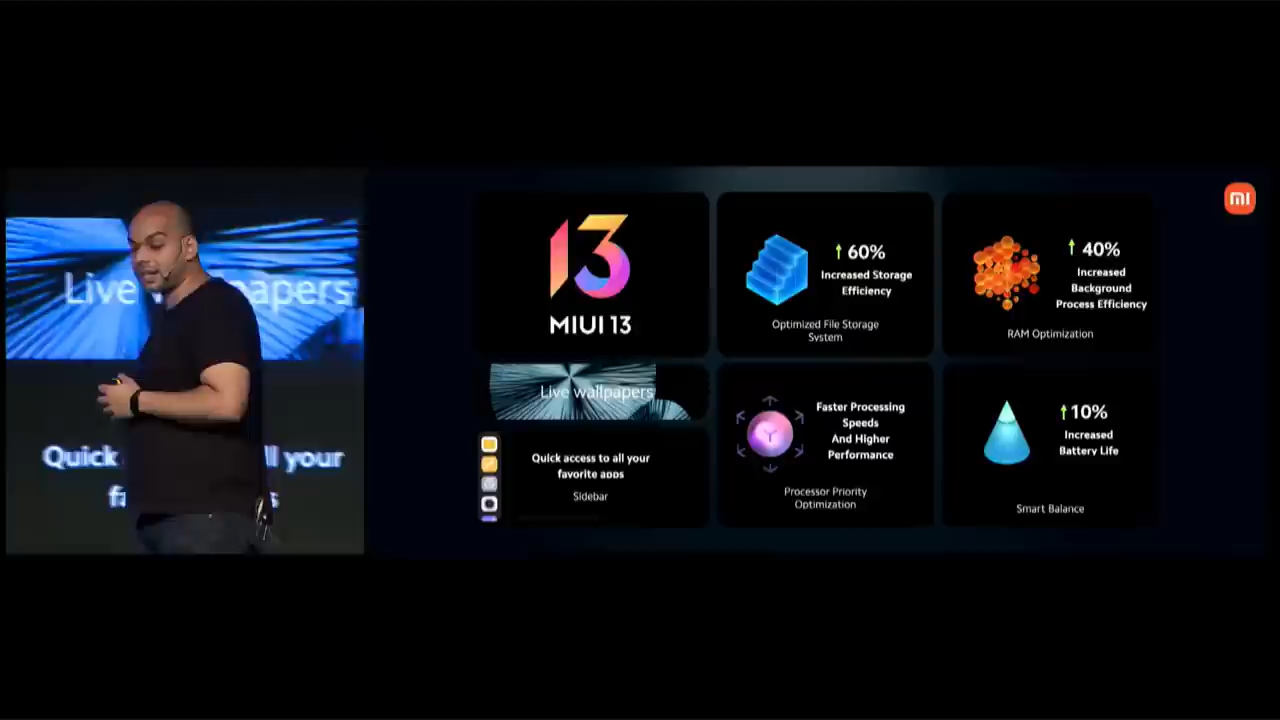 Live wapers
Quick ll your
fa s
mi
13
MIUI 13
60%
Increased Storage
Efficiency
Optimized File Storage
System
40%
Increased
Background
Process Efficiency
RAM Optimization
Live wallpapers
Quick access to all your
favorite apps
Sidebar
Faster Processing
Speeds
And Higher
Performance
Processor Priority
Optimization
10%
Increased
Battery Life
Smart Balance